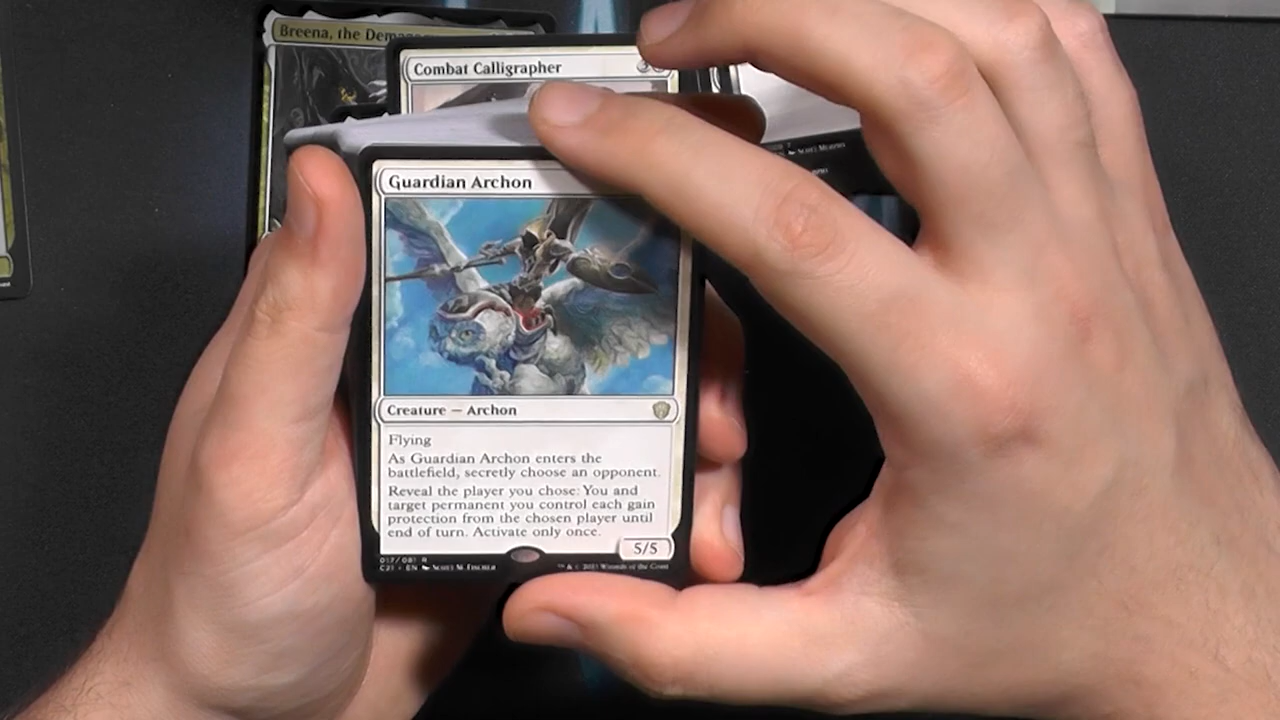 Breena, the Dem
Combat Calligrapher
Guardian Archon
Creature — Archon
Flying
As Guardian Archon enters the
battlefield, secretly choose an opponent.
Reveal the player you chose: You and
target permanent you control each gain
protection from the chosen player until
end of turn. Activate only once.
5/5
017/081 R
C21 • EN Scott M. Fischer
™ & © 2021 Wizards of the Coast